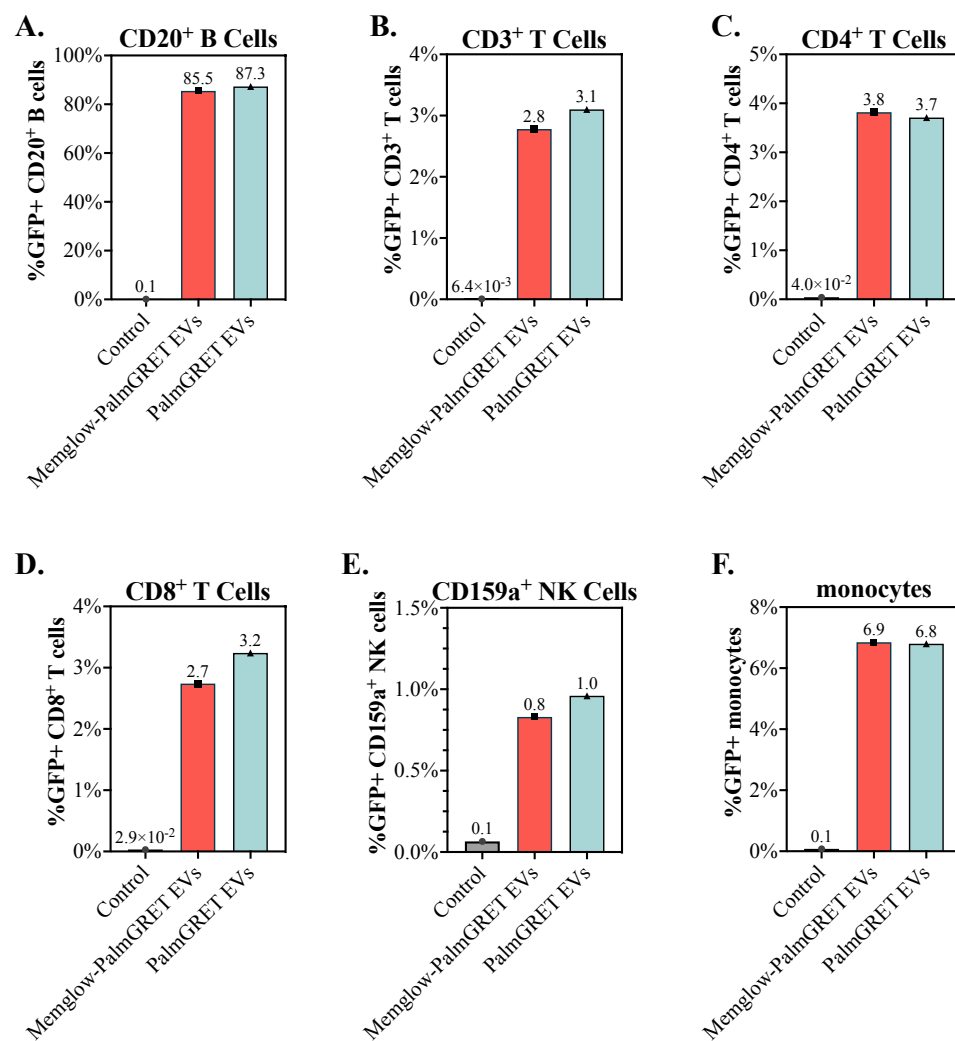 A.
CD20⁺ B Cells
%GFP+ CD20⁺ B cells
100%
80%
60%
40%
20%
0%
0.1
85.5
87.3
Control
Memglow-PalmGRET EVs
PalmGRET EVs
B.
CD3⁺ T Cells
%GFP+ CD3⁺ T cells
4%
3%
2%
1%
0%
6.4×10⁻³
2.8
3.1
Control
Memglow-PalmGRET EVs
PalmGRET EVs
C.
CD4⁺ T Cells
%GFP+ CD4⁺ T cells
5%
4%
3%
2%
1%
0%
4.0×10⁻²
3.8
3.7
Control
Memglow-PalmGRET EVs
PalmGRET EVs
D.
CD8⁺ T Cells
%GFP+ CD8⁺ T cells
4%
3%
2%
1%
0%
2.9×10⁻²
2.7
3.2
Control
Memglow-PalmGRET EVs
PalmGRET EVs
E.
CD159a⁺ NK Cells
%GFP+ CD159a⁺ NK cells
1.5%
1.0%
0.5%
0.0%
0.1
0.8
1.0
Control
Memglow-PalmGRET EVs
PalmGRET EVs
F.
monocytes
%GFP+ monocytes
8%
6%
4%
2%
0%
0.1
6.9
6.8
Control
Memglow-PalmGRET EVs
PalmGRET EVs